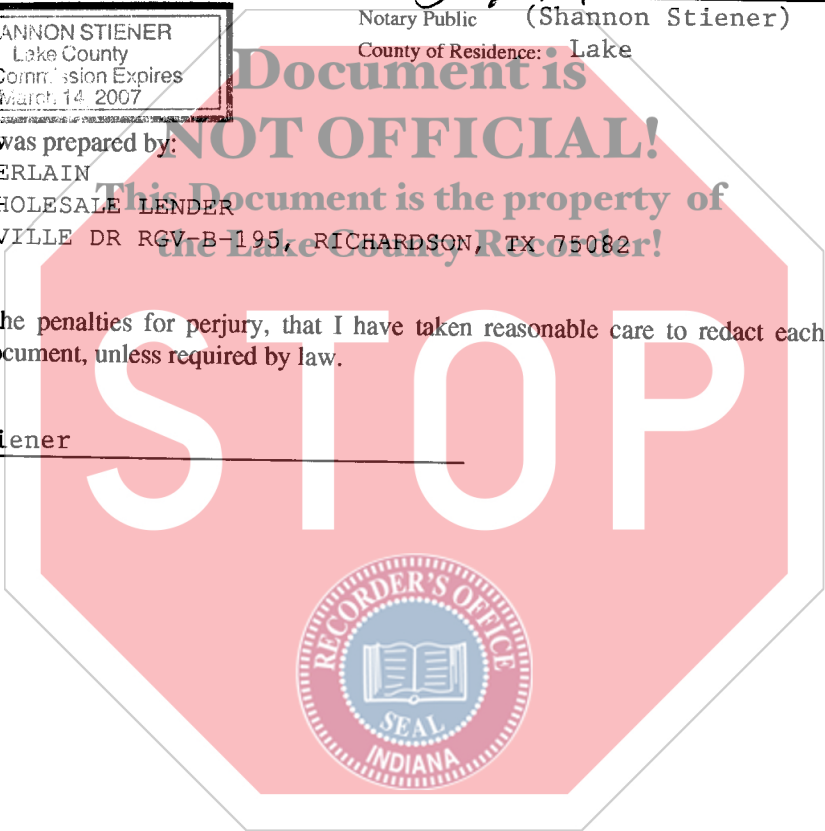 ANNON STIENER
Lake County
Commission Expires
March 14 2007
Notary Public (Shannon Stiener)
County of Residence: Lake
Document is
NOT OFFICIAL!
This Document is the property of
the Lake County Recorder!
was prepared by:
ERLAIN
HOLESALE LENDER
VILLE DR RGV-B-195, RICHARDSON, TX 75082
he penalties for perjury, that I have taken reasonable care to redact each
ocument, unless required by law.
iener
STOP
RECORDER'S OFFICE
SEAL
INDIANA